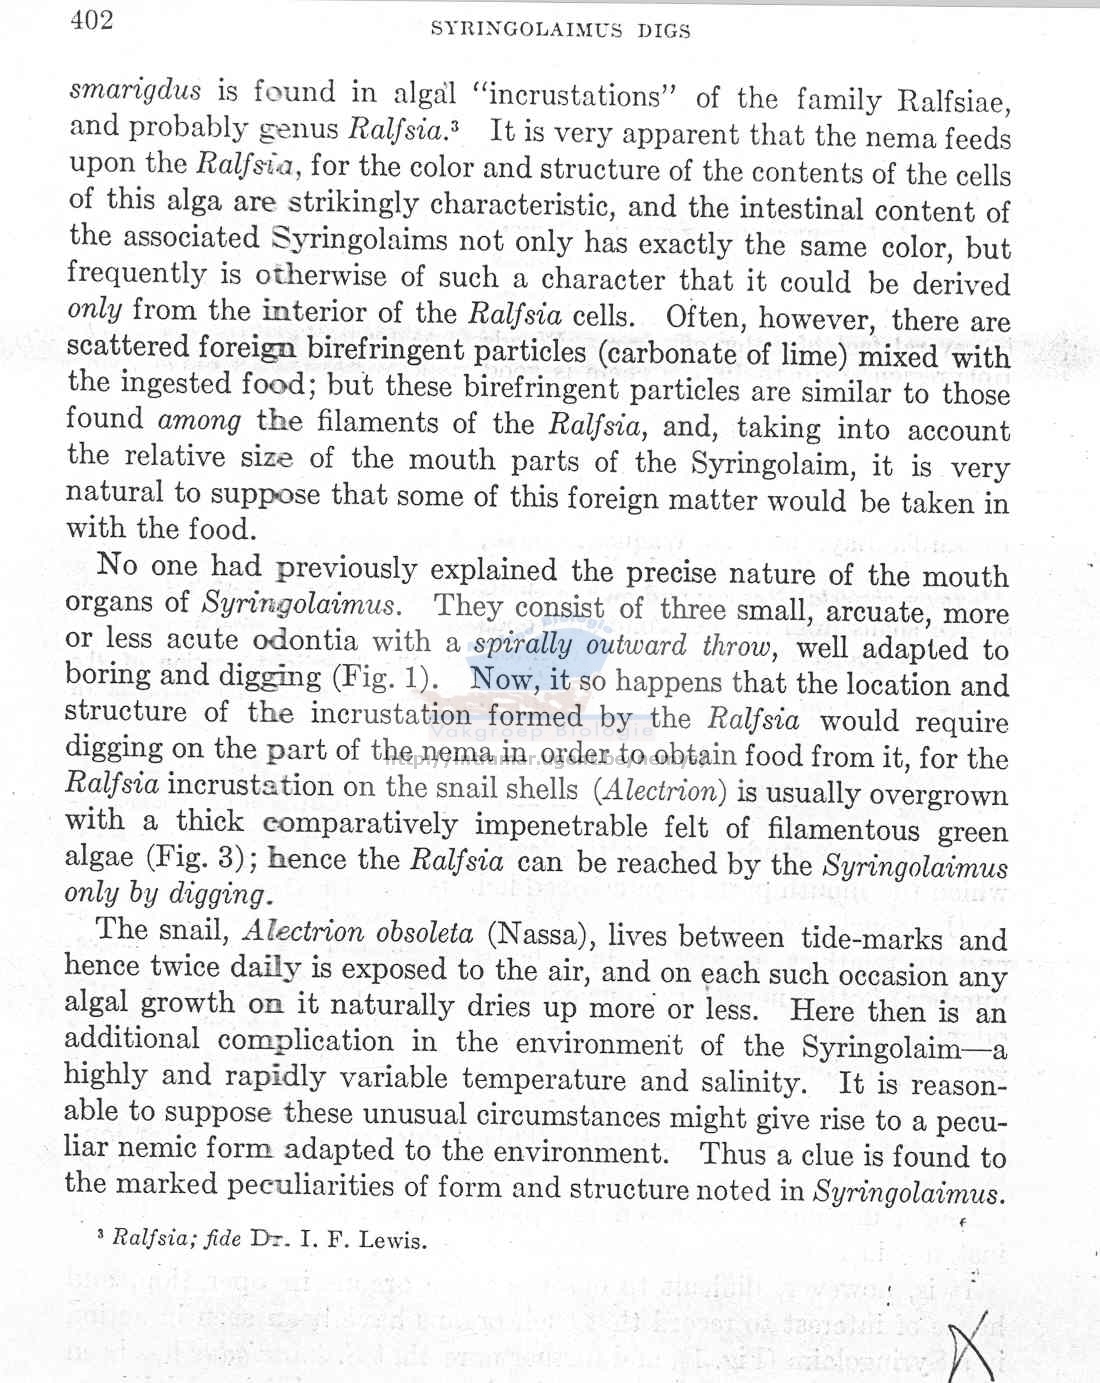 402
SYRINGOLAIMUS DIGS
smarigdus is found in algal “incrustations” of the family Ralfsiae,
and probably genus Ralfsia.³ It is very apparent that the nema feeds
upon the Ralfsia, for the color and structure of the contents of the cells
of this alga are strikingly characteristic, and the intestinal content of
the associated Syringolaims not only has exactly the same color, but
frequently is otherwise of such a character that it could be derived
only from the interior of the Ralfsia cells. Often, however, there are
scattered foreign birefringent particles (carbonate of lime) mixed with
the ingested food; but these birefringent particles are similar to those
found among the filaments of the Ralfsia, and, taking into account
the relative size of the mouth parts of the Syringolaim, it is very
natural to suppose that some of this foreign matter would be taken in
with the food.
No one had previously explained the precise nature of the mouth
organs of Syringolaimus. They consist of three small, arcuate, more
or less acute odontia with a spirally outward throw, well adapted to
boring and digging (Fig. 1). Now, it so happens that the location and
structure of the incrustation formed by the Ralfsia would require
Vakgroep Biologie
digging on the part of the nema in order to obtain food from it, for the
Ralfsia incrustation on the snail shells (Alectrion) is usually overgrown
with a thick comparatively impenetrable felt of filamentous green
algae (Fig. 3); hence the Ralfsia can be reached by the Syringolaimus
only by digging.
The snail, Alectrion obsoleta (Nassa), lives between tide-marks and
hence twice daily is exposed to the air, and on each such occasion any
algal growth on it naturally dries up more or less. Here then is an
additional complication in the environment of the Syringolaim—a
highly and rapidly variable temperature and salinity. It is reason-
able to suppose these unusual circumstances might give rise to a pecu-
liar nemic form adapted to the environment. Thus a clue is found to
the marked peculiarities of form and structure noted in Syringolaimus.
³ Ralfsia; fide Dr. I. F. Lewis.